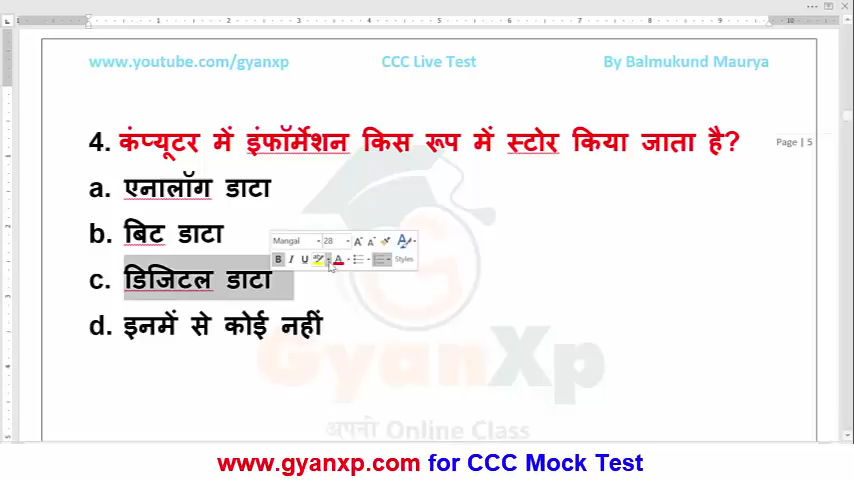 www.youtube.com/gyanxp CCC Live Test By Balmukund Maurya
4. कंप्यूटर में इंफॉर्मेशन किस रूप में स्टोर किया जाता है?
Page | 5
a. एनालॉग डाटा
b. बिट डाटा
Mangal 28
B I U A Styles
c. डिजिटल डाटा
d. इनमें से कोई नहीं
GyanXp
अपनी Online Class
www.gyanxp.com for CCC Mock Test